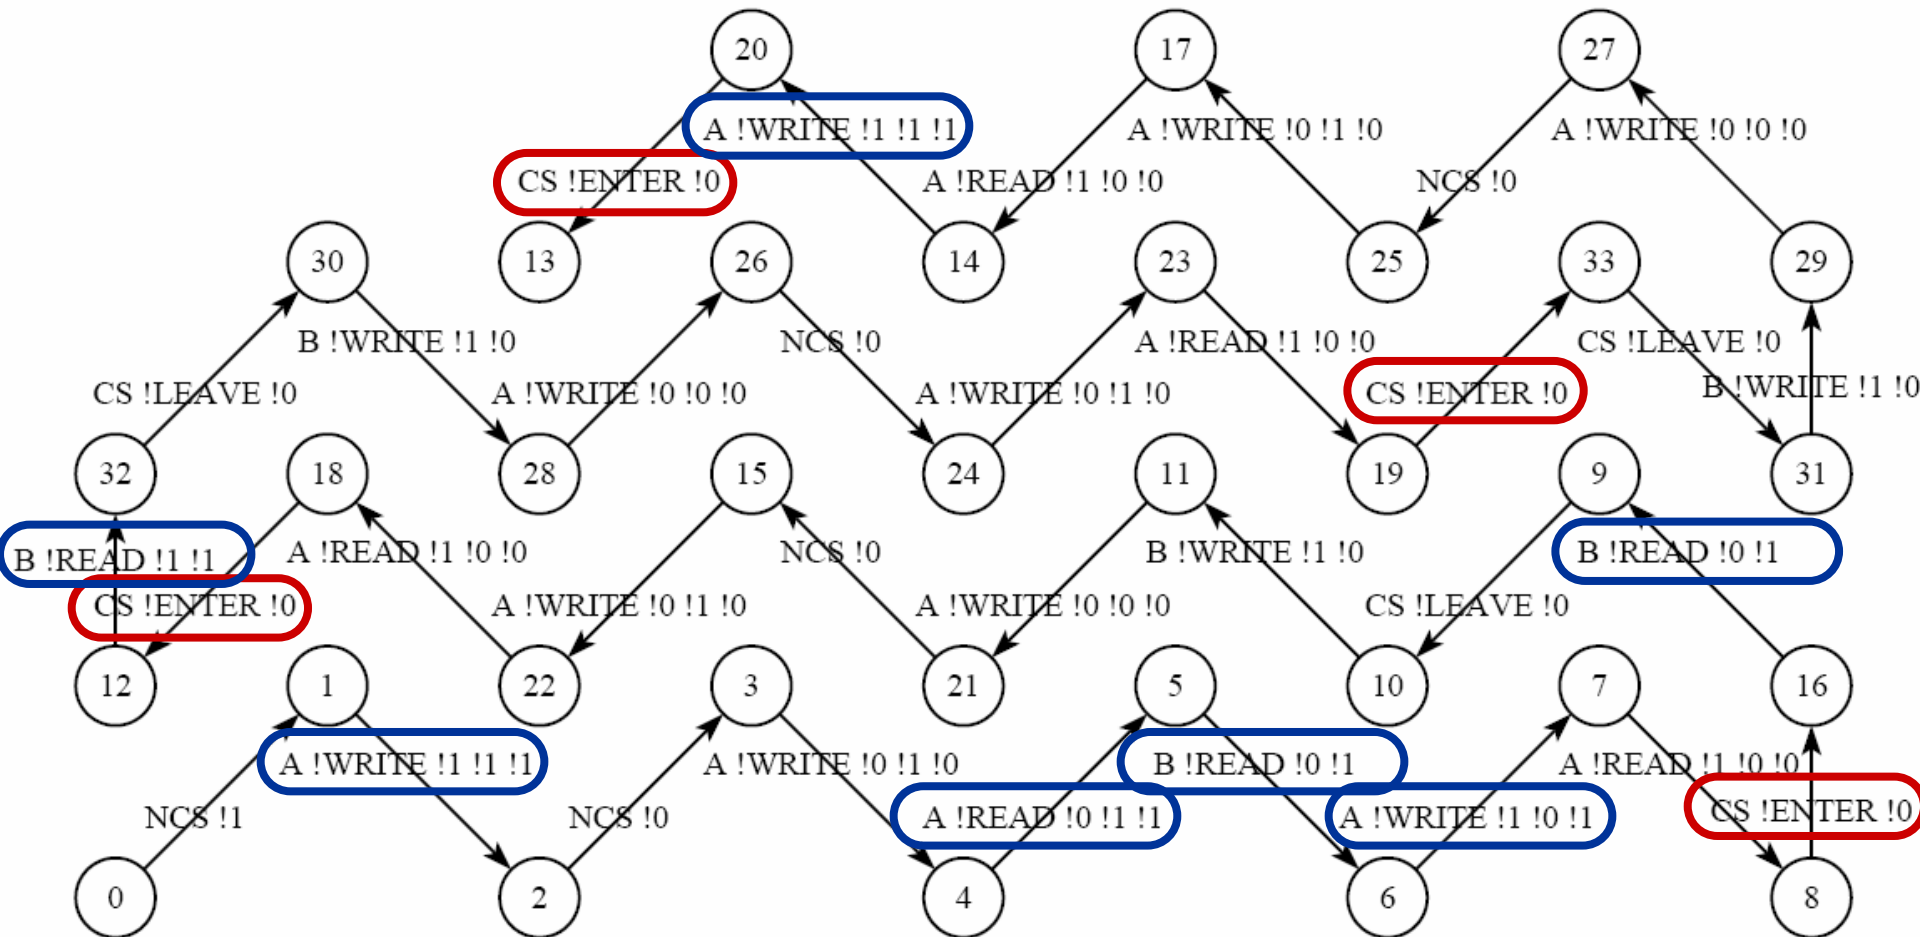 20 17 27
A !WRITE !1 !1 !1 A !WRITE !0 !1 !0 A !WRITE !0 !0 !0
CS !ENTER !0 A !READ !1 !0 !0 NCS !0
30 13 26 14 23 25 33 29
B !WRITE !1 !0 NCS !0 A !READ !1 !0 !0 CS !LEAVE !0
CS !LEAVE !0 A !WRITE !0 !0 !0 A !WRITE !0 !1 !0 CS !ENTER !0 B !WRITE !1 !0
32 18 28 15 24 11 19 9 31
B !READ !1 !1 A !READ !1 !0 !0 NCS !0 B !WRITE !1 !0 B !READ !0 !1
CS !ENTER !0 A !WRITE !0 !1 !0 A !WRITE !0 !0 !0 CS !LEAVE !0
12 1 22 3 21 5 10 7 16
A !WRITE !1 !1 !1 A !WRITE !0 !1 !0 B !READ !0 !1 A !READ !1 !0 !0
NCS !1 NCS !0 A !READ !0 !1 !1 A !WRITE !1 !0 !1 CS !ENTER !0
0 2 4 6 8